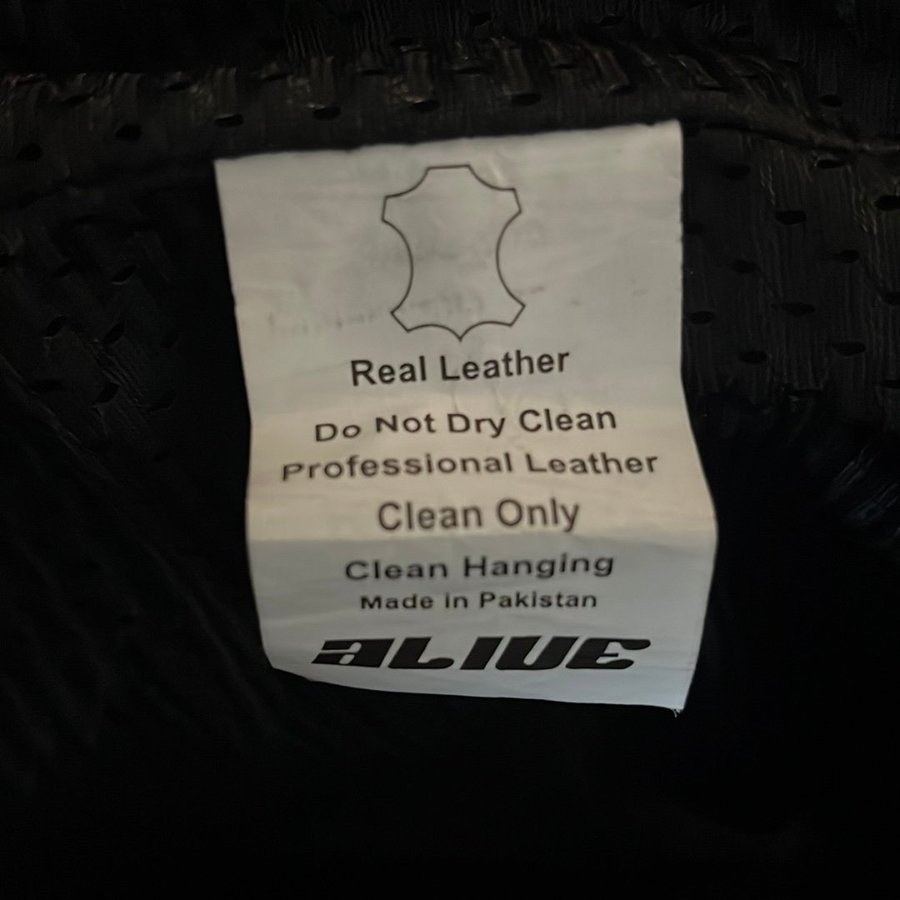 Real Leather
Do Not Dry Clean
Professional Leather
Clean Only
Clean Hanging
Made in Pakistan
ALIVE